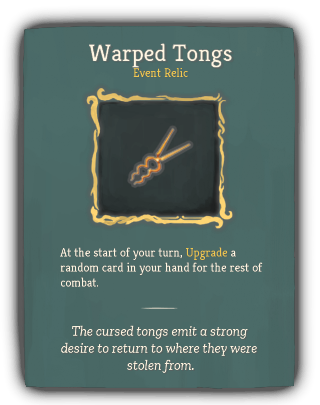 Warped Tongs
Event Relic
At the start of your turn, Upgrade a
random card in your hand for the rest of
combat.
The cursed tongs emit a strong
desire to return to where they were
stolen from.